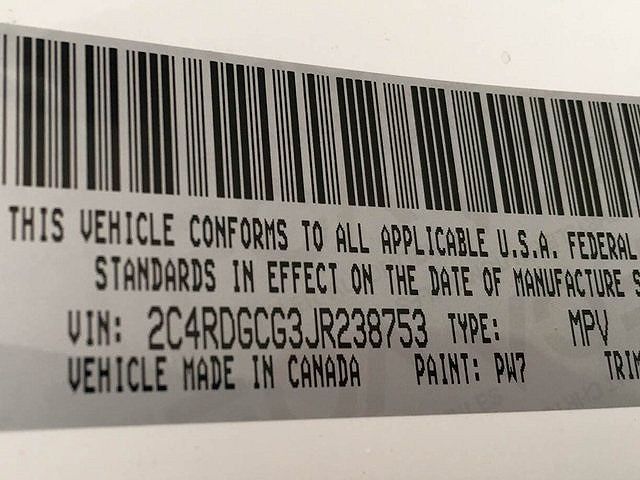 THIS VEHICLE CONFORMS TO ALL APPLICABLE U.S.A. FEDERAL
STANDARDS IN EFFECT ON THE DATE OF MANUFACTURE S
VIN: 2C4RDGCG3JR238753 TYPE: MPV
VEHICLE MADE IN CANADA PAINT: PW7 TRIM